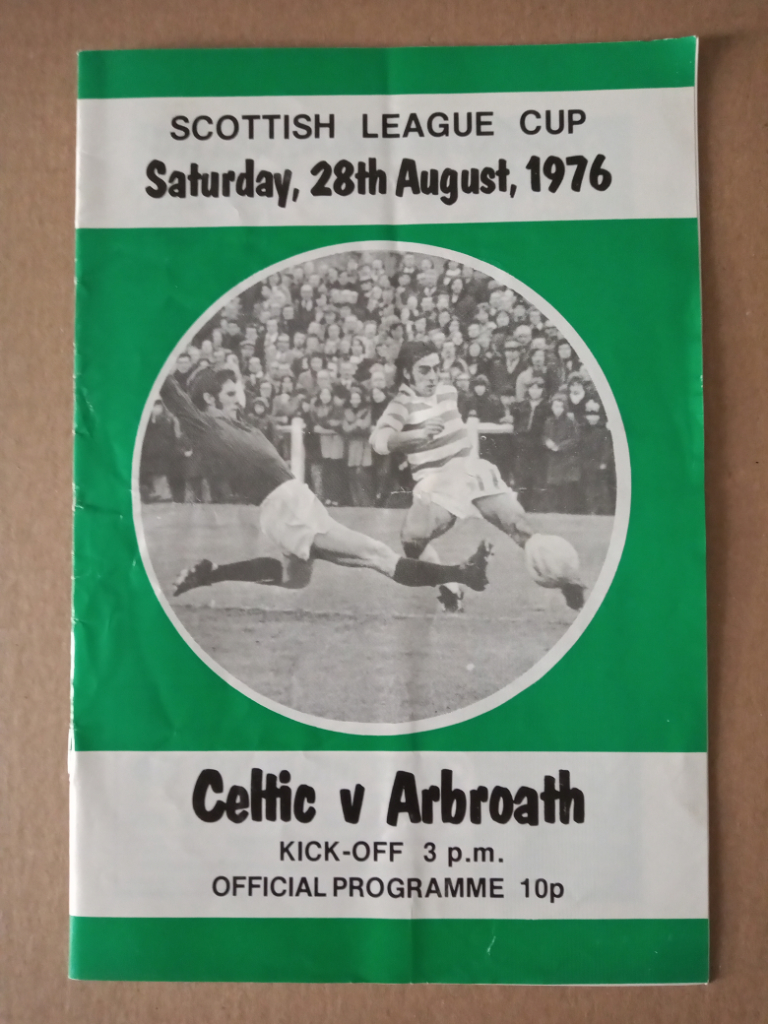 SCOTTISH LEAGUE CUP
Saturday, 28th August, 1976
Celtic v Arbroath
KICK-OFF 3 p.m.
OFFICIAL PROGRAMME 10p